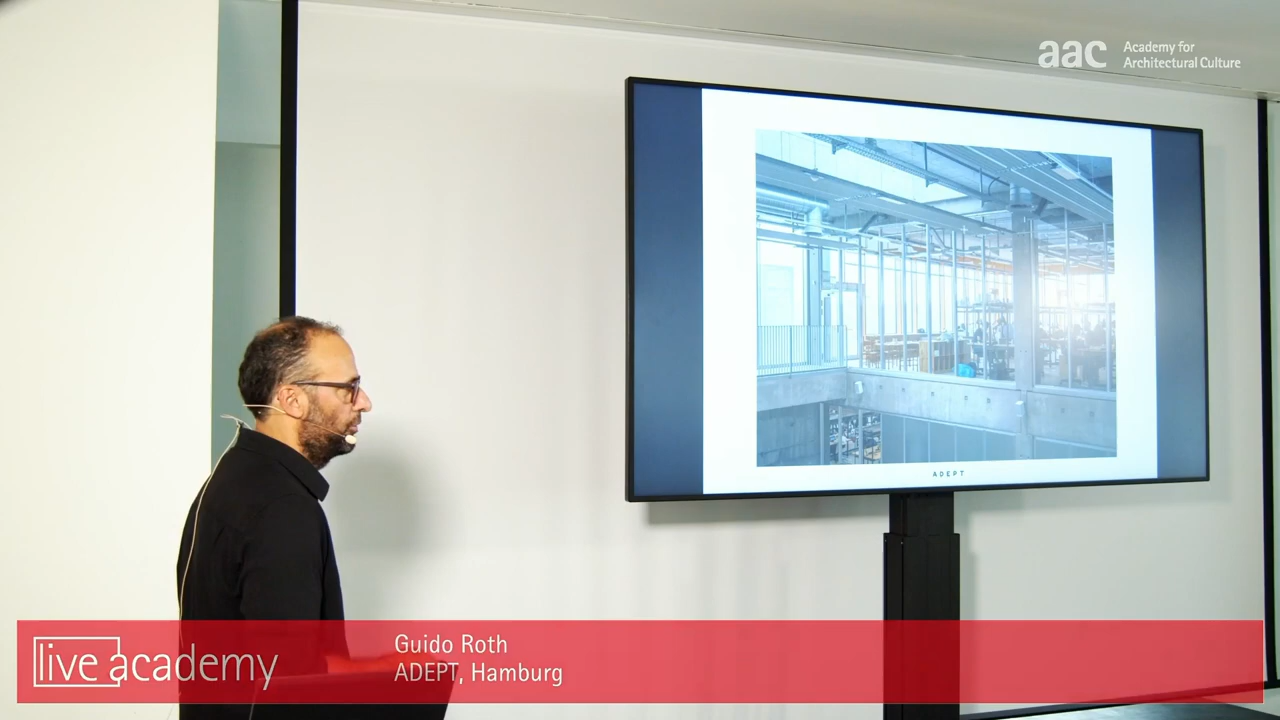 aac
Academy for
Architectural Culture
ADEPT
live academy
Guido Roth
ADEPT, Hamburg